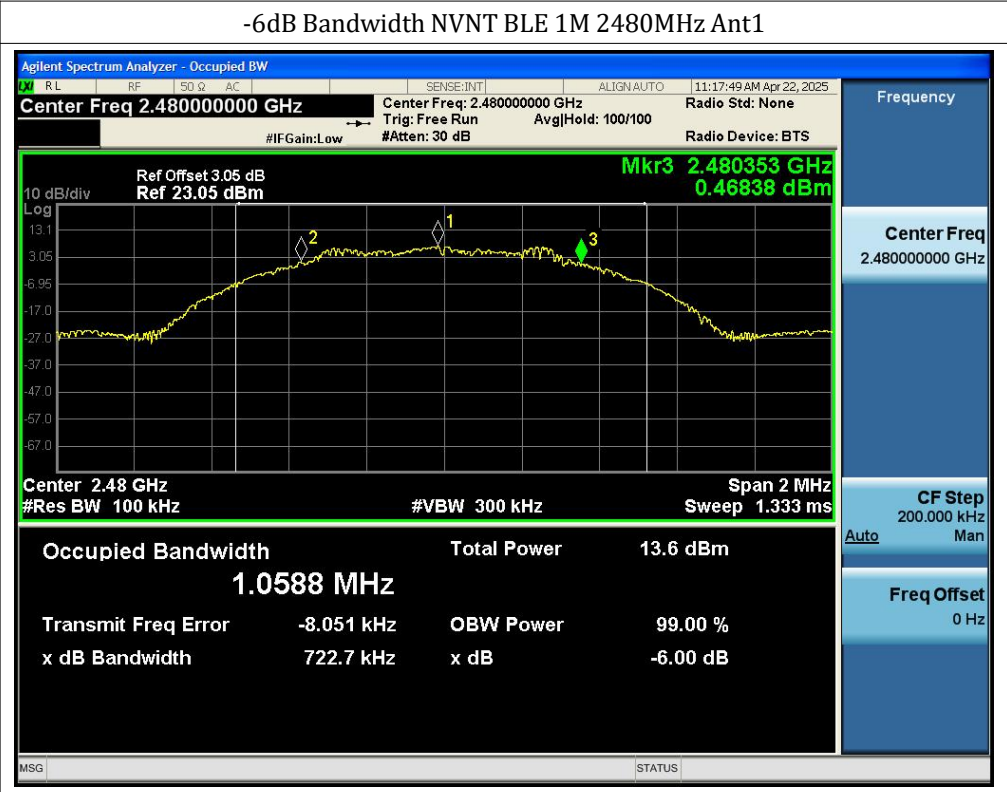 -6dB Bandwidth NVNT BLE 1M 2480MHz Ant1
Agilent Spectrum Analyzer - Occupied BW
LXI RL RF 50 Ω AC SENSE:INT ALIGN AUTO 11:17:49 AM Apr 22, 2025
Center Freq 2.480000000 GHz
Center Freq: 2.480000000 GHz
Radio Std: None
Trig: Free Run Avg|Hold: 100/100
#IFGain:Low
#Atten: 30 dB
Radio Device: BTS
Frequency
Ref Offset 3.05 dB
Mkr3 2.480353 GHz
10 dB/div
Ref 23.05 dBm
0.46838 dBm
Log
13.1
3.05
-6.95
-17.0
-27.0
-37.0
-47.0
-57.0
-67.0
1
2
3
Center 2.48 GHz
Span 2 MHz
#Res BW 100 kHz
#VBW 300 kHz
Sweep 1.333 ms
Occupied Bandwidth
1.0588 MHz
Total Power 13.6 dBm
Transmit Freq Error -8.051 kHz
OBW Power 99.00 %
x dB Bandwidth 722.7 kHz
x dB -6.00 dB
Center Freq
2.480000000 GHz
CF Step
200.000 kHz
Auto Man
Freq Offset
0 Hz
MSG
STATUS